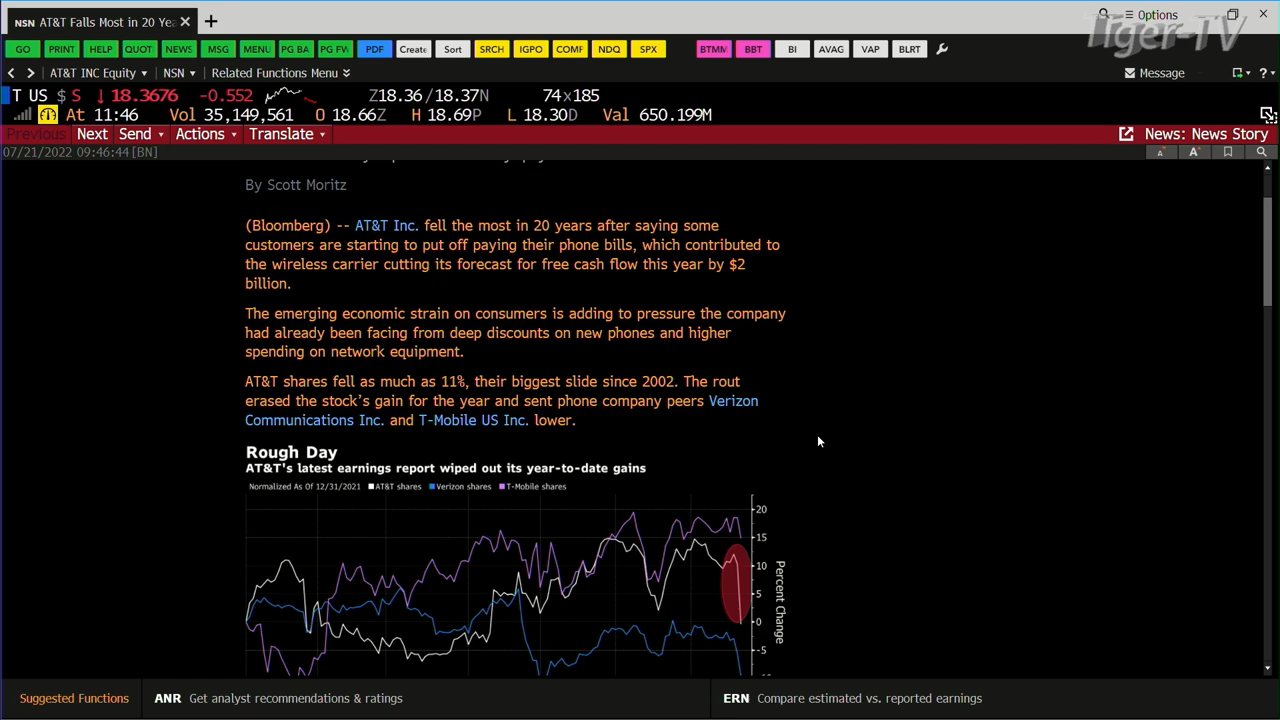 NSN AT&T Falls Most in 20 Yea
Options
Tiger-TV
GO PRINT HELP QUOT NEWS MSG MENU PG BA PG FW PDF Create Sort SRCH IGPO COMF NDQ SPX BTMM BBT BI AVAG VAP BLRT
AT&T INC Equity NSN Related Functions Menu Message ?
T US $ S ↓ 18.3676 -0.552 Z18.36/18.37N 74x185
At 11:46 Vol 35,149,561 O 18.66Z H 18.69P L 18.30D Val 650.199M
Previous Next Send Actions Translate News: News Story
07/21/2022 09:46:44[BN] A A
By Scott Moritz
(Bloomberg) -- AT&T Inc. fell the most in 20 years after saying some
customers are starting to put off paying their phone bills, which contributed to
the wireless carrier cutting its forecast for free cash flow this year by $2
billion.
The emerging economic strain on consumers is adding to pressure the company
had already been facing from deep discounts on new phones and higher
spending on network equipment.
AT&T shares fell as much as 11%, their biggest slide since 2002. The rout
erased the stock's gain for the year and sent phone company peers Verizon
Communications Inc. and T-Mobile US Inc. lower.
Rough Day
AT&T's latest earnings report wiped out its year-to-date gains
Normalized As Of 12/31/2021 AT&T shares Verizon shares T-Mobile shares
20
15
10
5
0
-5
Percent Change
Suggested Functions ANR Get analyst recommendations & ratings ERN Compare estimated vs. reported earnings